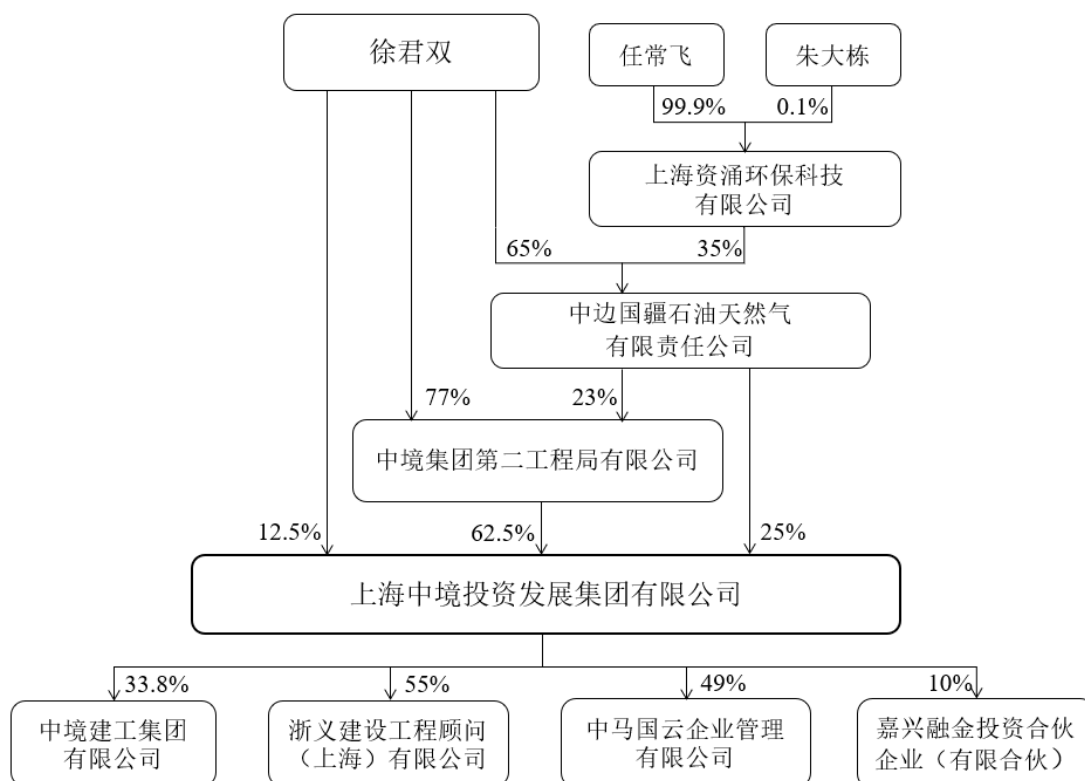 徐君双
任常飞
朱大栋
99.9%
0.1%
上海资涌环保科技
有限公司
65%
35%
中边国疆石油天然气
有限责任公司
77%
23%
中境集团第二工程局有限公司
12.5%
62.5%
25%
上海中境投资发展集团有限公司
33.8%
55%
49%
10%
中境建工集团
有限公司
浙义建设工程顾问
（上海）有限公司
中马国云企业管理
有限公司
嘉兴融金投资合伙
企业（有限合伙）